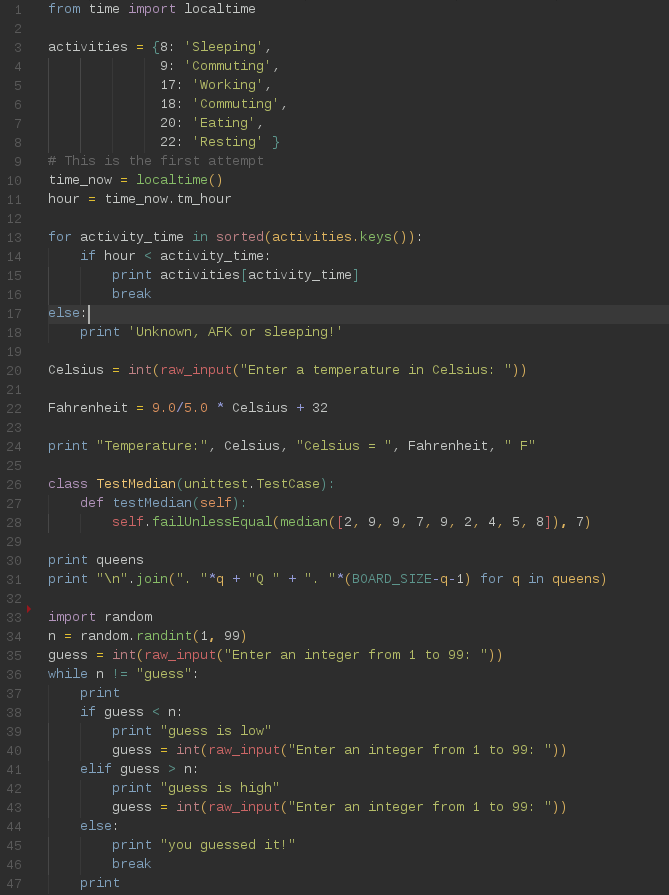 1 from time import localtime
2
3 activities = {8: 'Sleeping',
4               9: 'Commuting',
5               17: 'Working',
6               18: 'Commuting',
7               20: 'Eating',
8               22: 'Resting' }
9 # This is the first attempt
10 time_now = localtime()
11 hour = time_now.tm_hour
12
13 for activity_time in sorted(activities.keys()):
14     if hour < activity_time:
15         print activities[activity_time]
16         break
17 else:
18     print 'Unknown, AFK or sleeping!'
19
20 Celsius = int(raw_input("Enter a temperature in Celsius: "))
21
22 Fahrenheit = 9.0/5.0 * Celsius + 32
23
24 print "Temperature:", Celsius, "Celsius = ", Fahrenheit, " F"
25
26 class TestMedian(unittest.TestCase):
27     def testMedian(self):
28         self.failUnlessEqual(median([2, 9, 9, 7, 9, 2, 4, 5, 8]), 7)
29
30 print queens
31 print "\n".join(". "*q + "Q " + ". "*(BOARD_SIZE-q-1) for q in queens)
32
33 import random
34 n = random.randint(1, 99)
35 guess = int(raw_input("Enter an integer from 1 to 99: "))
36 while n != "guess":
37     print
38     if guess < n:
39         print "guess is low"
40         guess = int(raw_input("Enter an integer from 1 to 99: "))
41     elif guess > n:
42         print "guess is high"
43         guess = int(raw_input("Enter an integer from 1 to 99: "))
44     else:
45         print "you guessed it!"
46         break
47     print